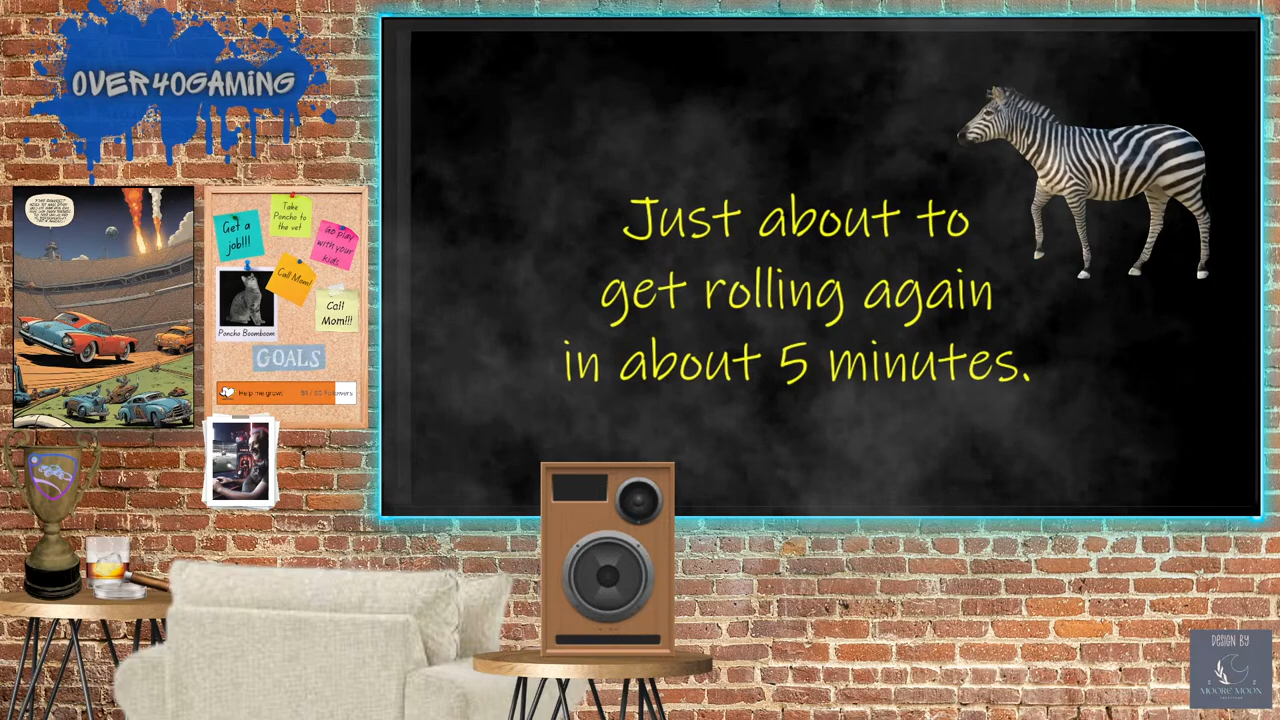 OVER40GAMING
Just about to
get rolling again
in about 5 minutes.
Get a
job!!!
Take
Poncho to
the vet
Go play
with your
kids
Call Mom!
Call
Mom!!!
Poncho Boomboom
GOALS
Help me grow!
DESIGN BY
MOORE MOON